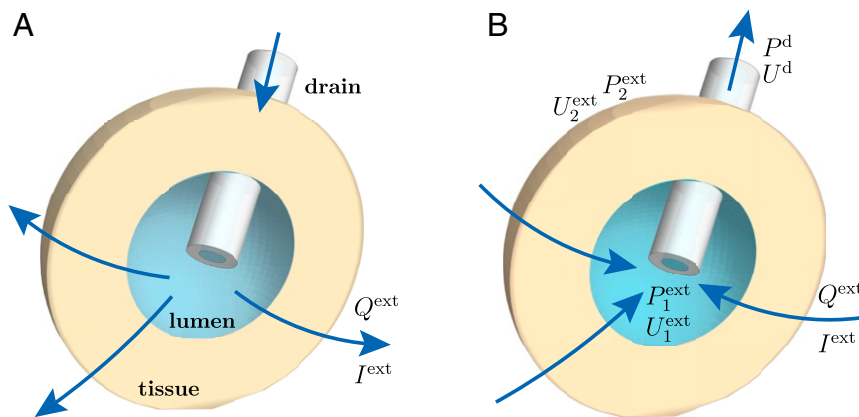 A
drain
Q^ext
lumen
I^ext
tissue
B
P^d
U^d
P_2^ext
U_2^ext
P_1^ext
U_1^ext
Q^ext
I^ext